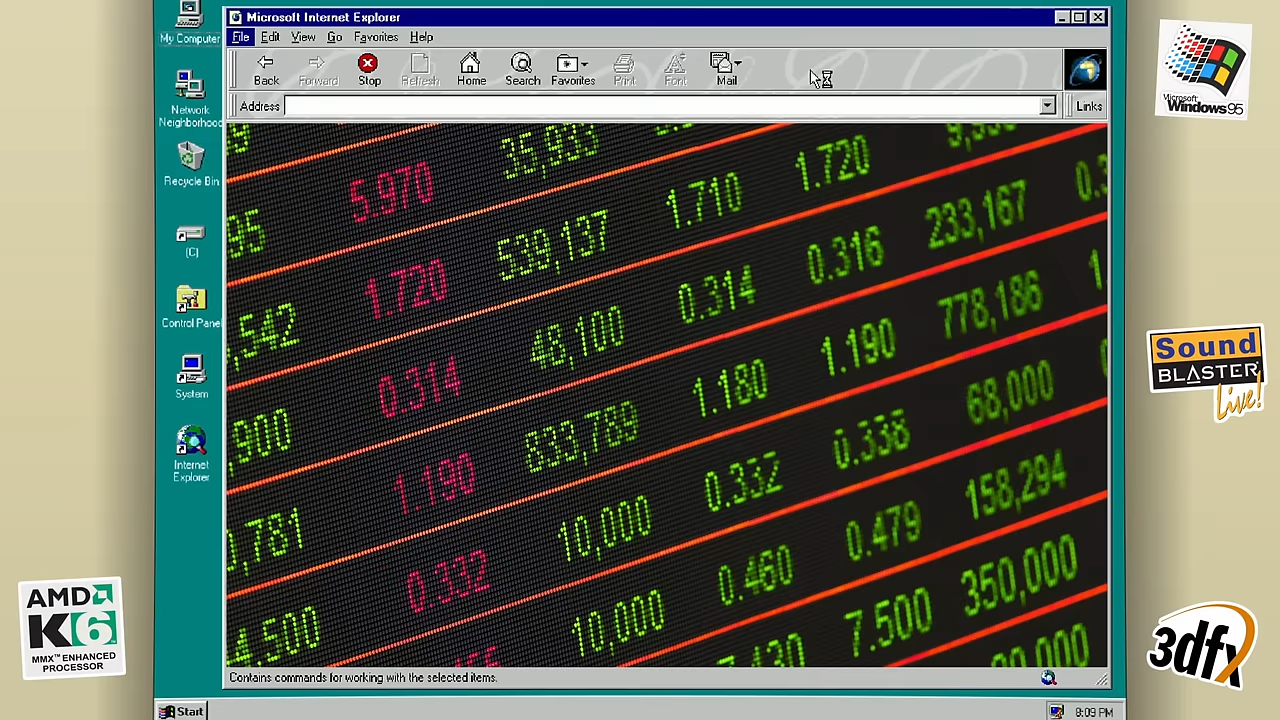 My Computer
Network
Neighborhood
Recycle Bin
(C)
Control Panel
System
Internet
Explorer
Microsoft Internet Explorer
File Edit View Go Favorites Help
Back Forward Stop Refresh Home Search Favorites Print Font Mail
Address
Links
5.970 35,933
95 1.720 539,137 1.710 1.720
,542 0.314 48,100 0.314 0.316 233,167
,900 1.190 833,789 1.180 1.190 778,186
,781 0.332 10,000 0.332 0.338 68,000
4,500 10,000 0.460 0.479 158,294
7.500 350,000
Contains commands for working with the selected items.
Start
8:09 PM
Microsoft
Windows 95
Sound
BLASTER
Live!
AMD
K6
MMX™ ENHANCED
PROCESSOR
3dfx